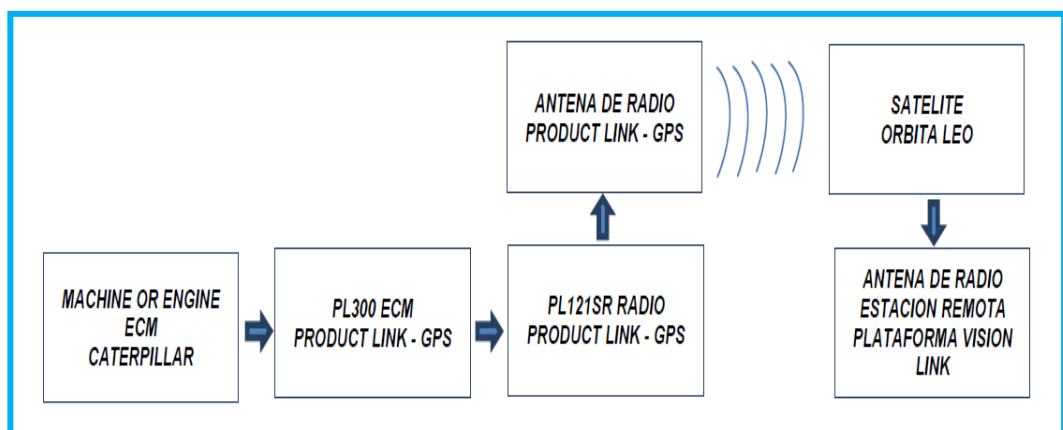 ANTENA DE RADIO
PRODUCT LINK - GPS
SATELITE
ORBITA LEO
MACHINE OR ENGINE
ECM
CATERPILLAR
PL300 ECM
PRODUCT LINK - GPS
PL121SR RADIO
PRODUCT LINK - GPS
ANTENA DE RADIO
ESTACION REMOTA
PLATAFORMA VISION
LINK